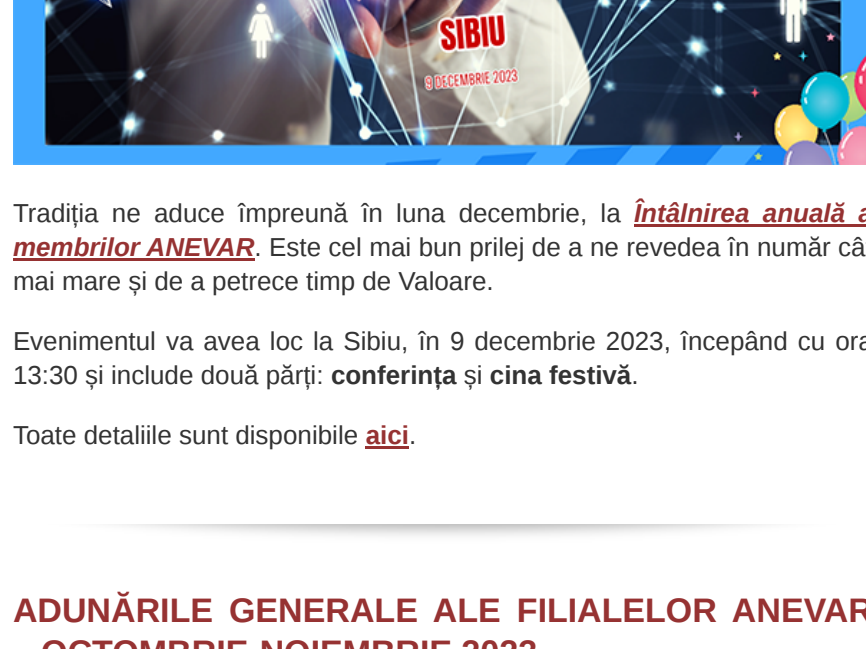 SIBIU
9 DECEMBRIE 2023
Tradiția ne aduce împreună în luna decembrie, la Întâlnirea anuală a
membrilor ANEVAR. Este cel mai bun prilej de a ne revedea în număr câ
mai mare și de a petrece timp de Valoare.
Evenimentul va avea loc la Sibiu, în 9 decembrie 2023, începând cu ora
13:30 și include două părți: conferința și cina festivă.
Toate detaliile sunt disponibile aici.
ADUNĂRILE GENERALE ALE FILIALELOR ANEVAR
OCTOMBRIE-NOIEMBRIE 2023